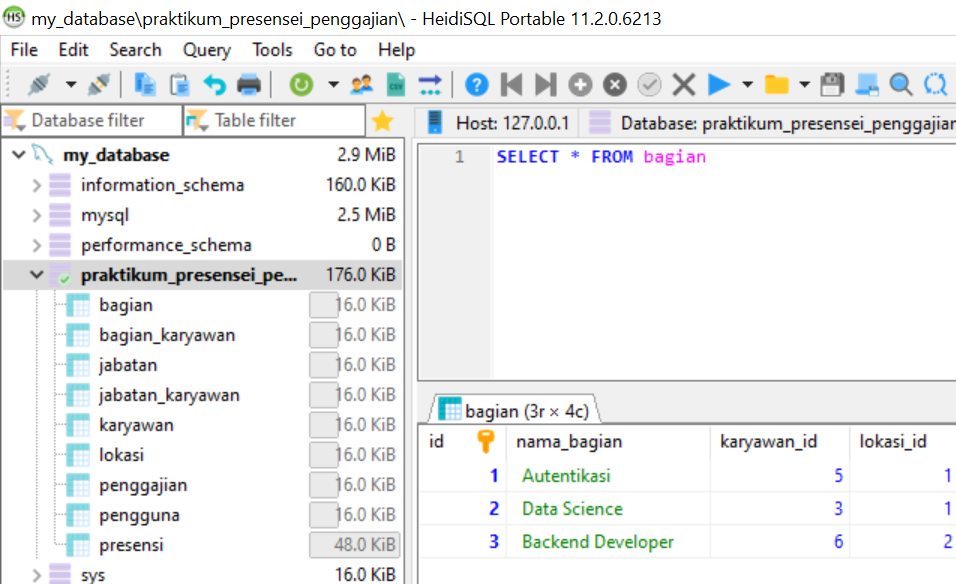 HS my_database\praktikum_presensei_penggajian\ - HeidiSQL Portable 11.2.0.6213
File Edit Search Query Tools Go to Help
Database filter Table filter Host: 127.0.0.1 Database: praktikum_presensei_penggajian
my_database 2.9 MiB
information_schema 160.0 KiB
mysql 2.5 MiB
performance_schema 0 B
praktikum_presensei_pe... 176.0 KiB
bagian 16.0 KiB
bagian_karyawan 16.0 KiB
jabatan 16.0 KiB
jabatan_karyawan 16.0 KiB
karyawan 16.0 KiB
lokasi 16.0 KiB
penggajian 16.0 KiB
pengguna 16.0 KiB
presensi 48.0 KiB
sys 16.0 KiB
1 SELECT * FROM bagian
bagian (3r × 4c)
id nama_bagian karyawan_id lokasi_id
1 Autentikasi 5 1
2 Data Science 3 1
3 Backend Developer 6 2